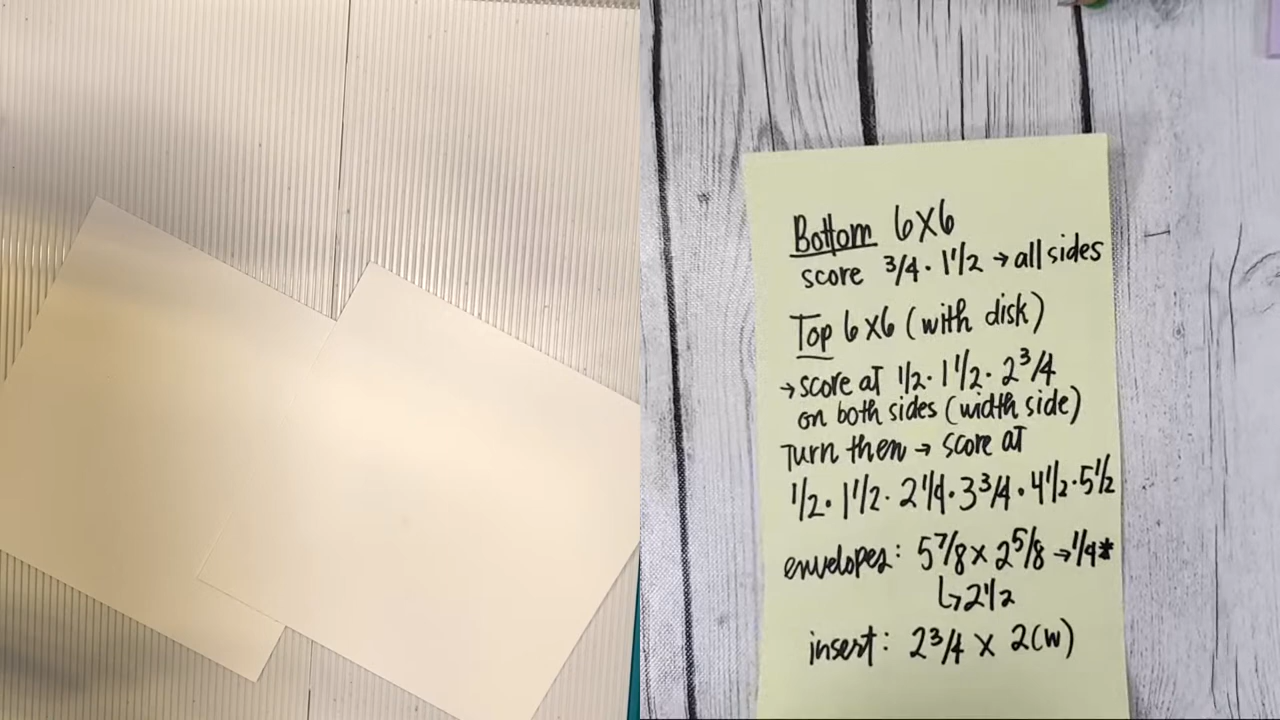 Bottom 6X6
score 3/4 · 1 1/2 → all sides
Top 6X6 (with disk)
→ score at 1/2 · 1 1/2 · 2 3/4
on both sides (width side)
Turn then → score at
1/2 · 1 1/2 · 2 1/4 · 3 3/4 · 4 1/2 · 5 1/2
envelopes: 5 7/8 x 2 5/8 → 1/4*
↳ 2 1/2
insert: 2 3/4 x 2(w)